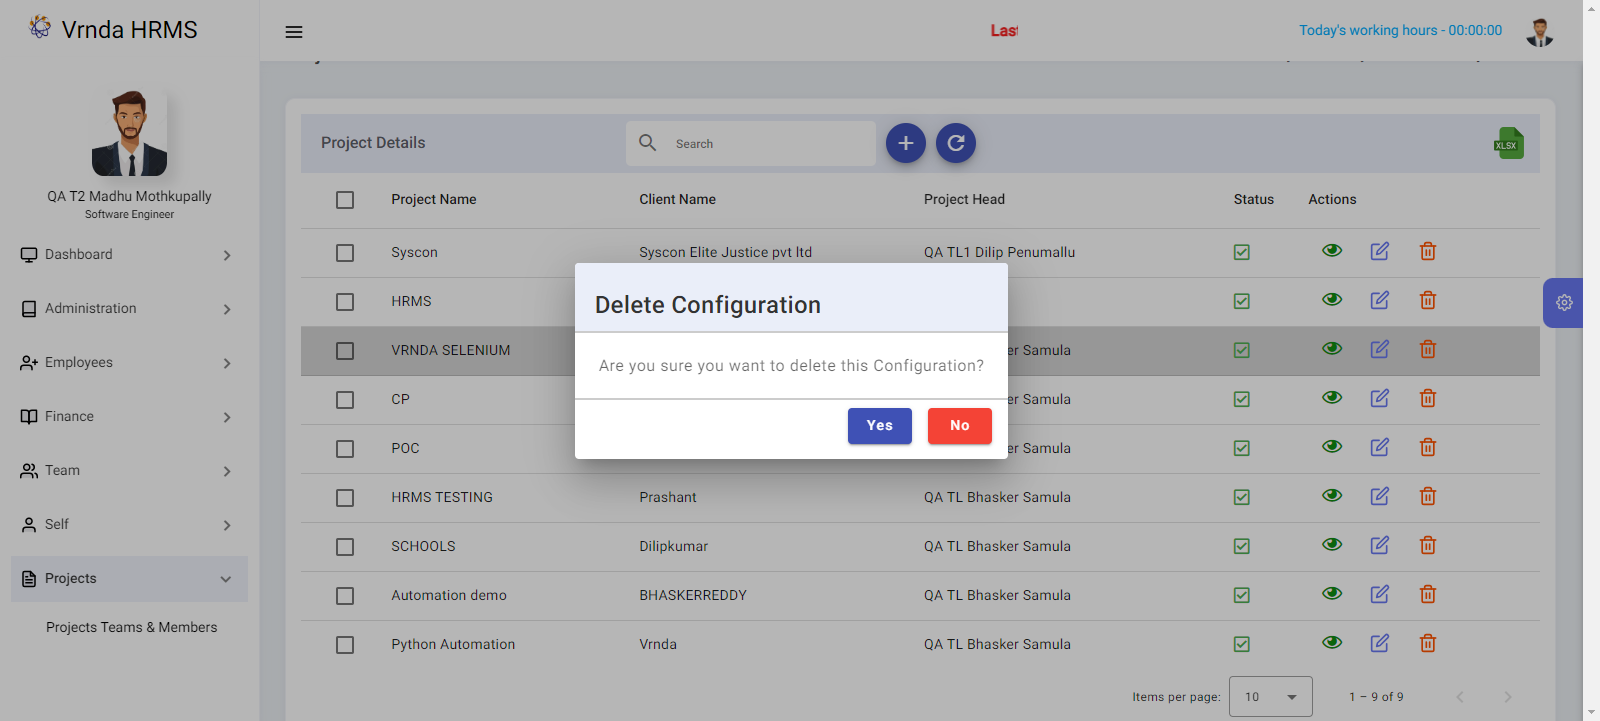 Vrnda HRMS
Today's working hours - 00:00:00
QA T2 Madhu Mothkupally
Software Engineer
Dashboard
Administration
Employees
Finance
Team
Self
Projects
Projects Teams & Members
Project Details
Search
XLSX
Project Name Client Name Project Head Status Actions
Syscon Syscon Elite Justice pvt ltd QA TL1 Dilip Penumallu
HRMS
VRNDA SELENIUM Samula
CP Samula
POC Samula
HRMS TESTING Prashant QA TL Bhasker Samula
SCHOOLS Dilipkumar QA TL Bhasker Samula
Automation demo BHASKERREDDY QA TL Bhasker Samula
Python Automation Vrnda QA TL Bhasker Samula
Items per page: 10 1 – 9 of 9
Delete Configuration
Are you sure you want to delete this Configuration?
Yes No